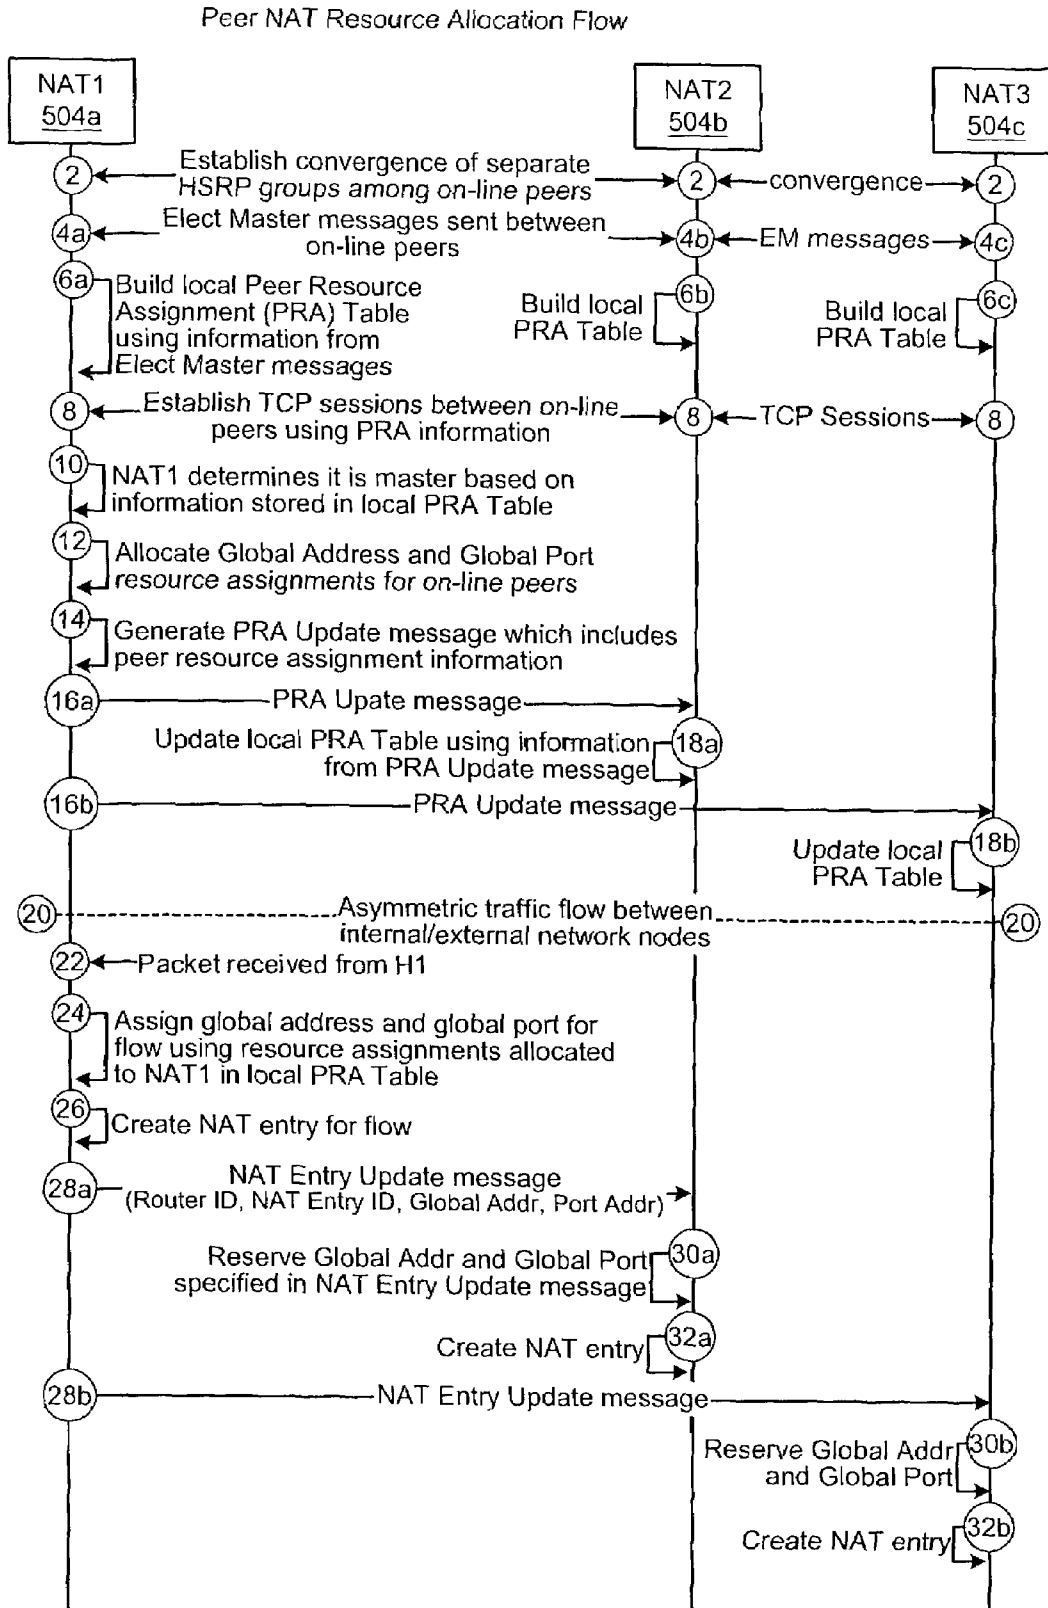 Peer NAT Resource Allocation Flow
NAT1
504a
NAT2
504b
NAT3
504c
2
Establish convergence of separate
HSRP groups among on-line peers
2
convergence
2
4a
Elect Master messages sent between
on-line peers
4b
EM messages
4c
6a
Build local Peer Resource
Assignment (PRA) Table
using information from
Elect Master messages
6b
Build local
PRA Table
6c
Build local
PRA Table
8
Establish TCP sessions between on-line
peers using PRA information
8
TCP Sessions
8
10
NAT1 determines it is master based on
information stored in local PRA Table
12
Allocate Global Address and Global Port
resource assignments for on-line peers
14
Generate PRA Update message which includes
peer resource assignment information
16a
PRA Upate message
18a
Update local PRA Table using information
from PRA Update message
16b
PRA Update message
18b
Update local
PRA Table
20
Asymmetric traffic flow between
internal/external network nodes
20
22
Packet received from H1
24
Assign global address and global port for
flow using resource assignments allocated
to NAT1 in local PRA Table
26
Create NAT entry for flow
28a
NAT Entry Update message
(Router ID, NAT Entry ID, Global Addr, Port Addr)
30a
Reserve Global Addr and Global Port
specified in NAT Entry Update message
32a
Create NAT entry
28b
NAT Entry Update message
30b
Reserve Global Addr
and Global Port
32b
Create NAT entry